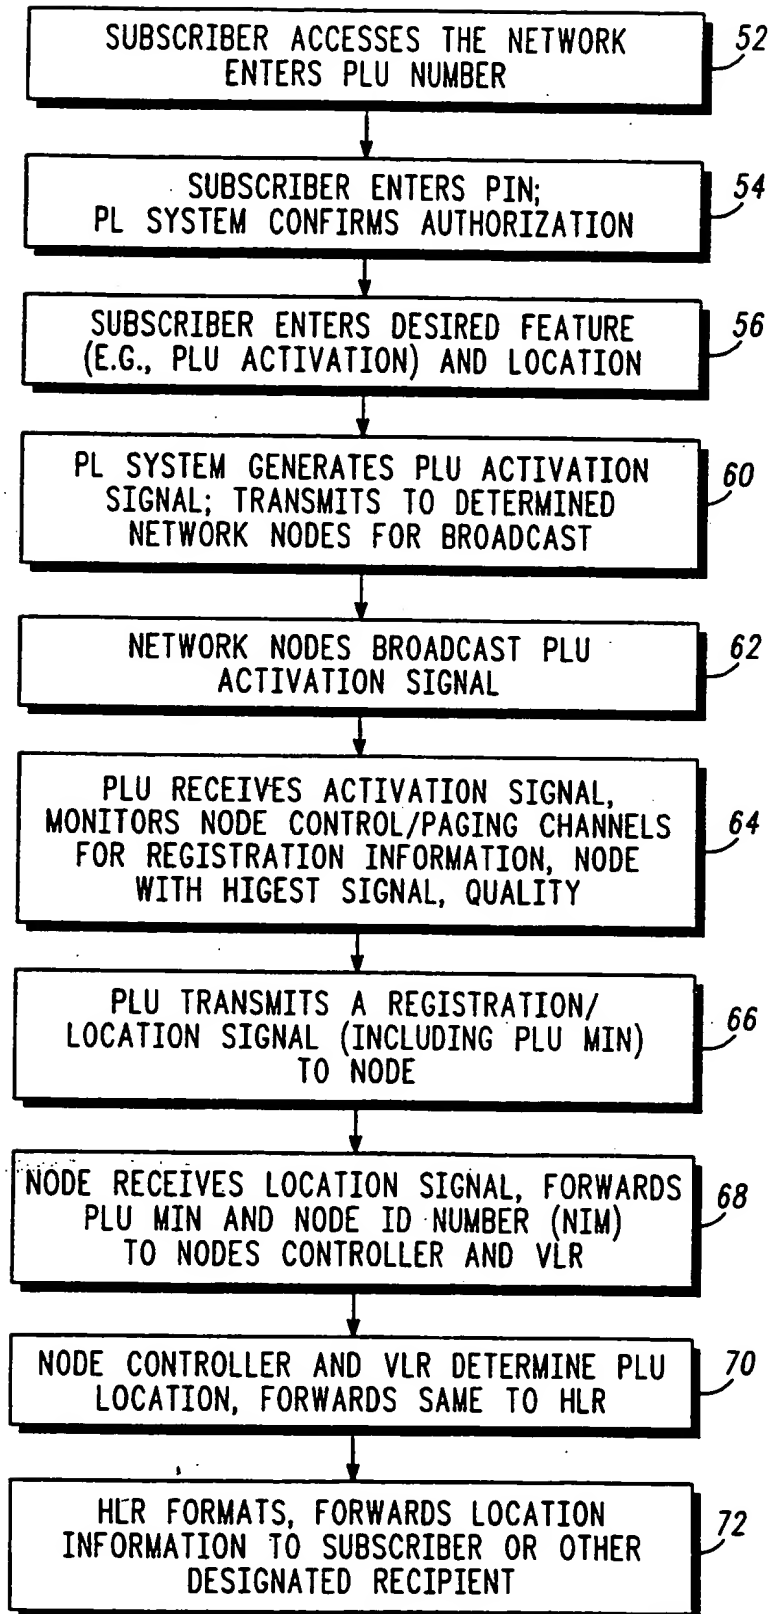 SUBSCRIBER ACCESSES THE NETWORK
ENTERS PLU NUMBER
52
SUBSCRIBER ENTERS PIN;
PL SYSTEM CONFIRMS AUTHORIZATION
54
SUBSCRIBER ENTERS DESIRED FEATURE
(E.G., PLU ACTIVATION) AND LOCATION
56
PL SYSTEM GENERATES PLU ACTIVATION
SIGNAL; TRANSMITS TO DETERMINED
NETWORK NODES FOR BROADCAST
60
NETWORK NODES BROADCAST PLU
ACTIVATION SIGNAL
62
PLU RECEIVES ACTIVATION SIGNAL,
MONITORS NODE CONTROL/PAGING CHANNELS
FOR REGISTRATION INFORMATION, NODE
WITH HIGEST SIGNAL, QUALITY
64
PLU TRANSMITS A REGISTRATION/
LOCATION SIGNAL (INCLUDING PLU MIN)
TO NODE
66
NODE RECEIVES LOCATION SIGNAL, FORWARDS
PLU MIN AND NODE ID NUMBER (NIM)
TO NODES CONTROLLER AND VLR
68
NODE CONTROLLER AND VLR DETERMINE PLU
LOCATION, FORWARDS SAME TO HLR
70
HLR FORMATS, FORWARDS LOCATION
INFORMATION TO SUBSCRIBER OR OTHER
DESIGNATED RECIPIENT
72